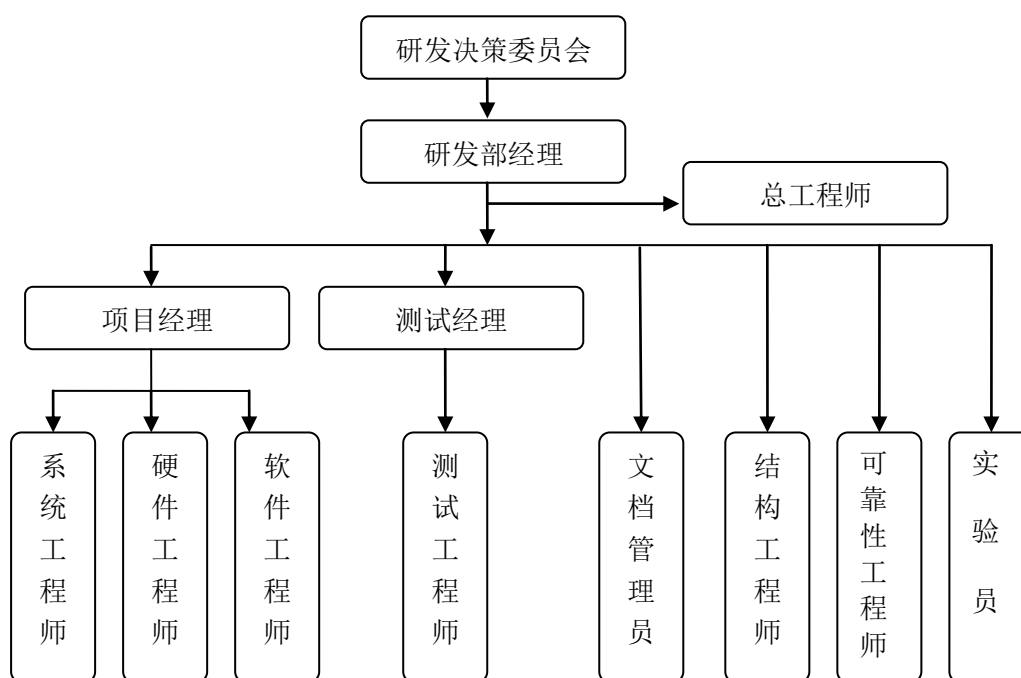 研发决策委员会
研发部经理
总工程师
项目经理
测试经理
系统工程师
硬件工程师
软件工程师
测试工程师
文档管理员
结构工程师
可靠性工程师
实验员